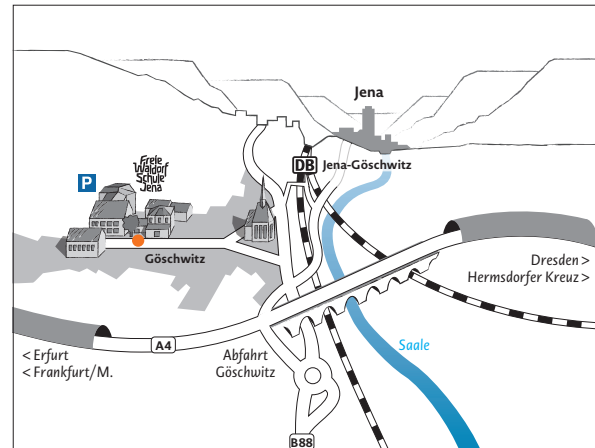 Jena
DB
Jena-Göschwitz
Freie
Waldorf
Schule
Jena
P
Göschwitz
Dresden >
Hermsdorfer Kreuz >
A4
< Erfurt
< Frankfurt/M.
Abfahrt
Göschwitz
Saale
B88